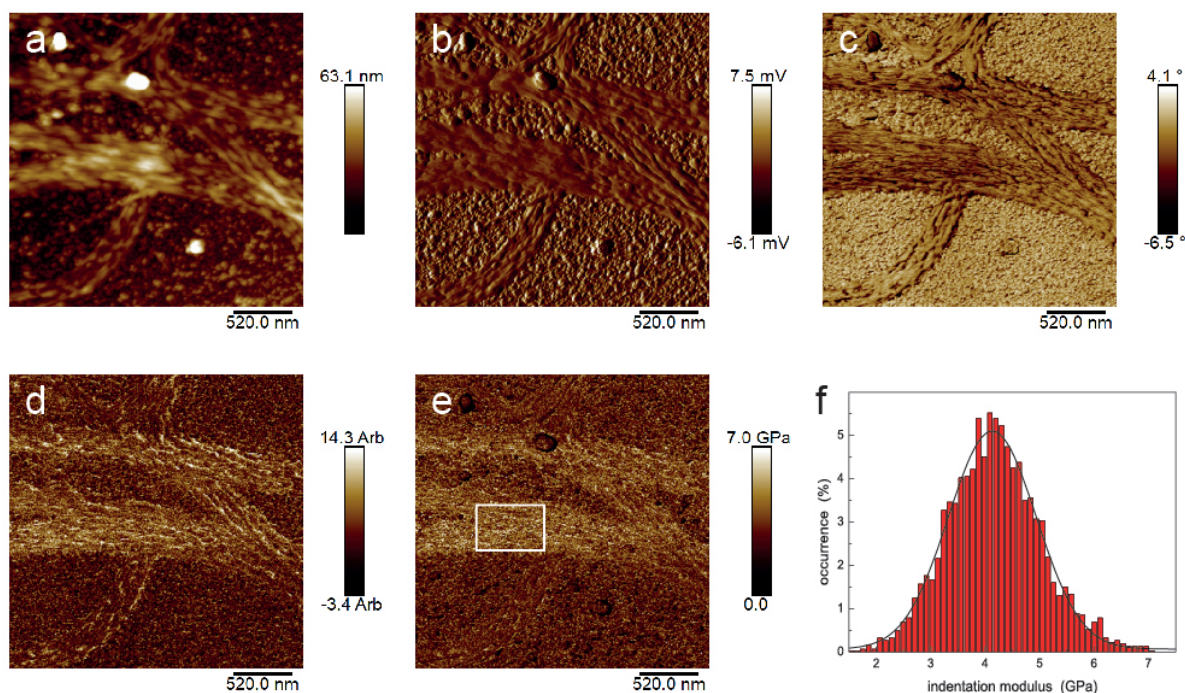 a
63.1 nm
520.0 nm
b
7.5 mV
-6.1 mV
520.0 nm
c
4.1 °
-6.5 °
520.0 nm
d
14.3 Arb
-3.4 Arb
520.0 nm
e
7.0 GPa
0.0
520.0 nm
f
occurrence (%)
5
4
3
2
1
0
2 3 4 5 6 7
indentation modulus (GPa)